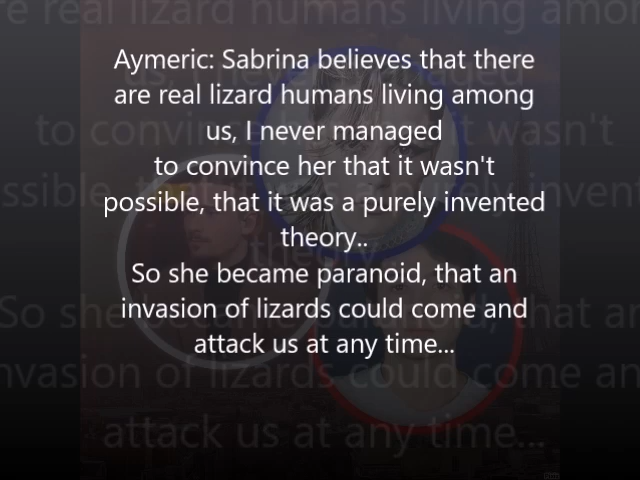 Aymeric: Sabrina believes that there
are real lizard humans living among
us, I never managed
to convince her that it wasn't
possible, that it was a purely invented
theory..
So she became paranoid, that an
invasion of lizards could come and
attack us at any time...